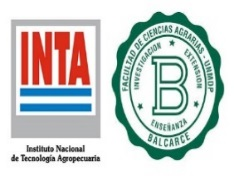 INTA
Instituto Nacional
de Tecnología Agropecuaria
FACULTAD DE CIENCIAS AGRARIAS - UNMDP
INVESTIGACION
EXTENSION
B
ENSEÑANZA
BALCARCE